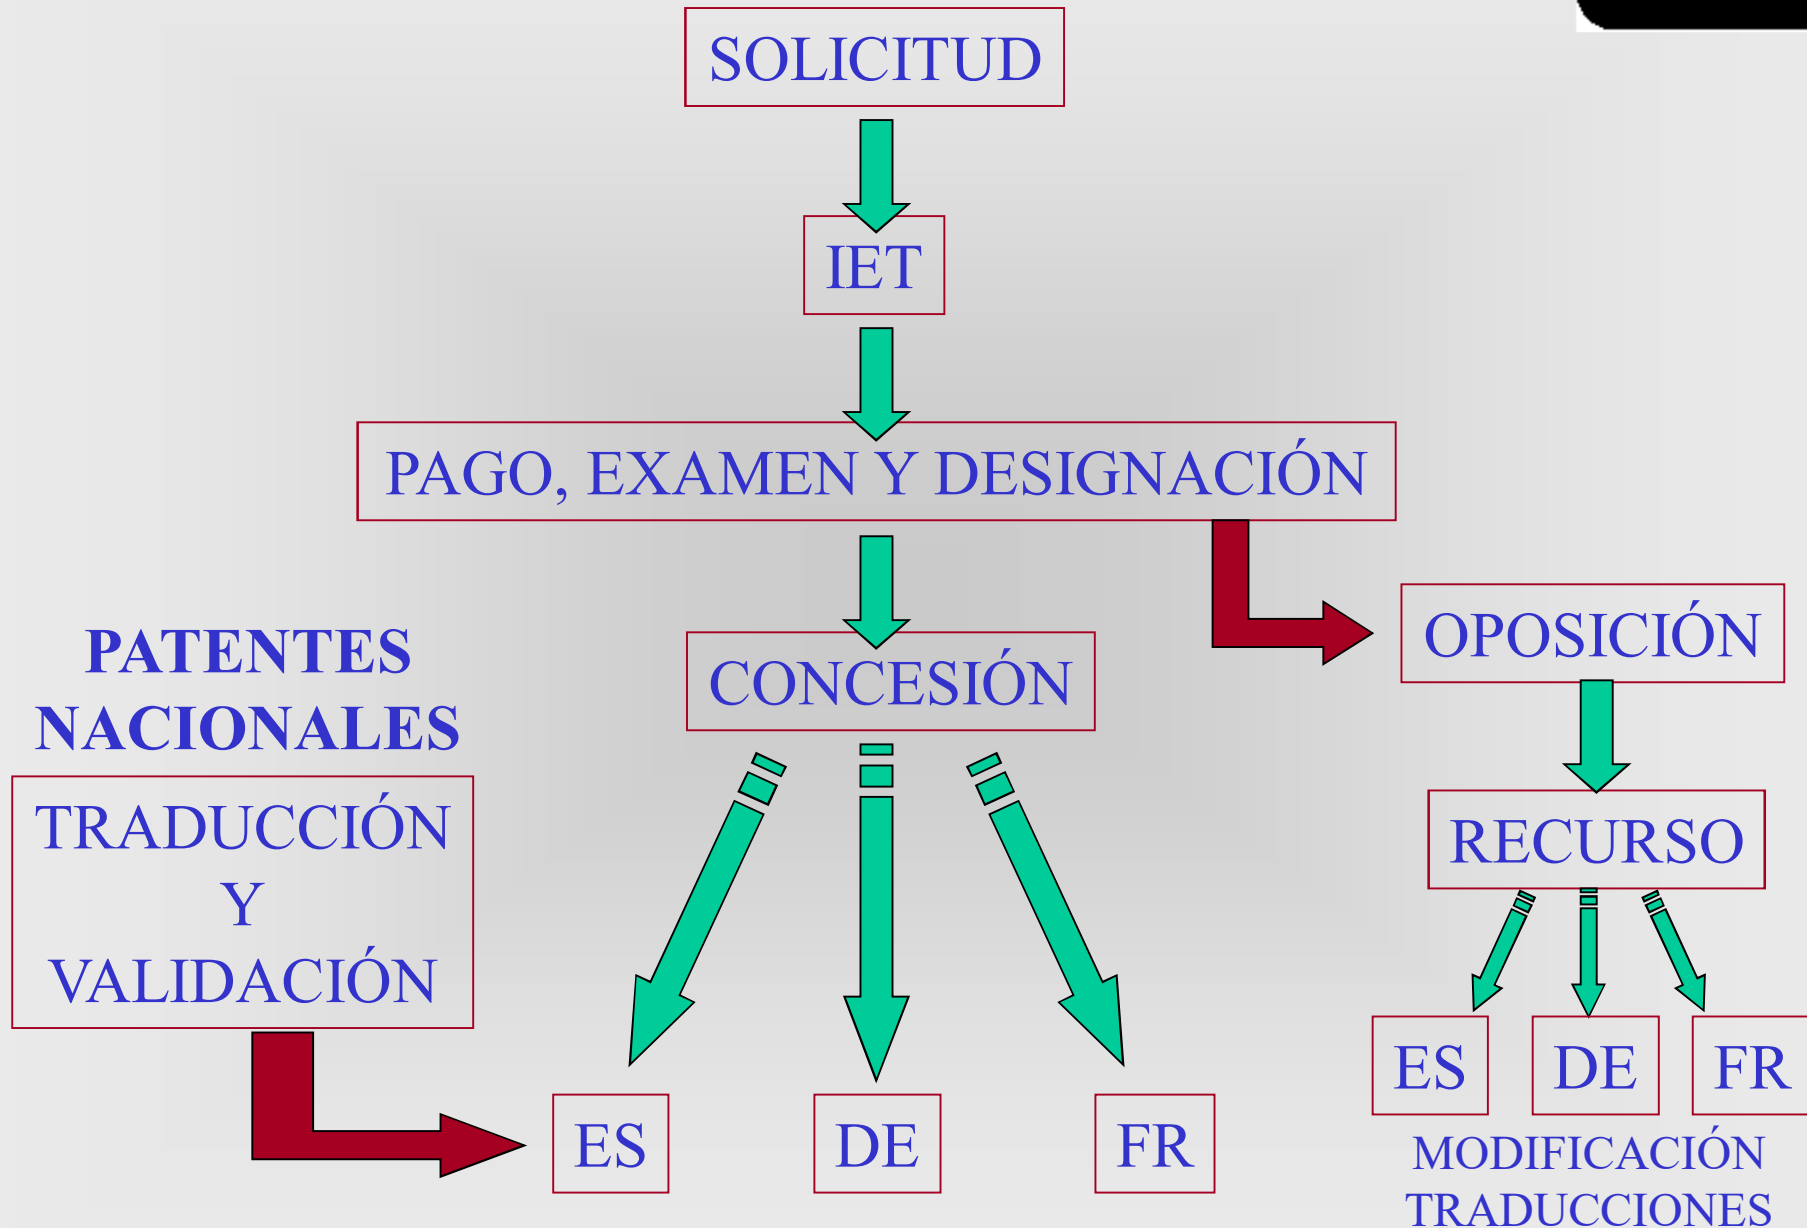 SOLICITUD
IET
PAGO, EXAMEN Y DESIGNACIÓN
CONCESIÓN
OPOSICIÓN
RECURSO
PATENTES
NACIONALES
TRADUCCIÓN
Y
VALIDACIÓN
ES
DE
FR
ES
DE
FR
MODIFICACIÓN
TRADUCCIONES